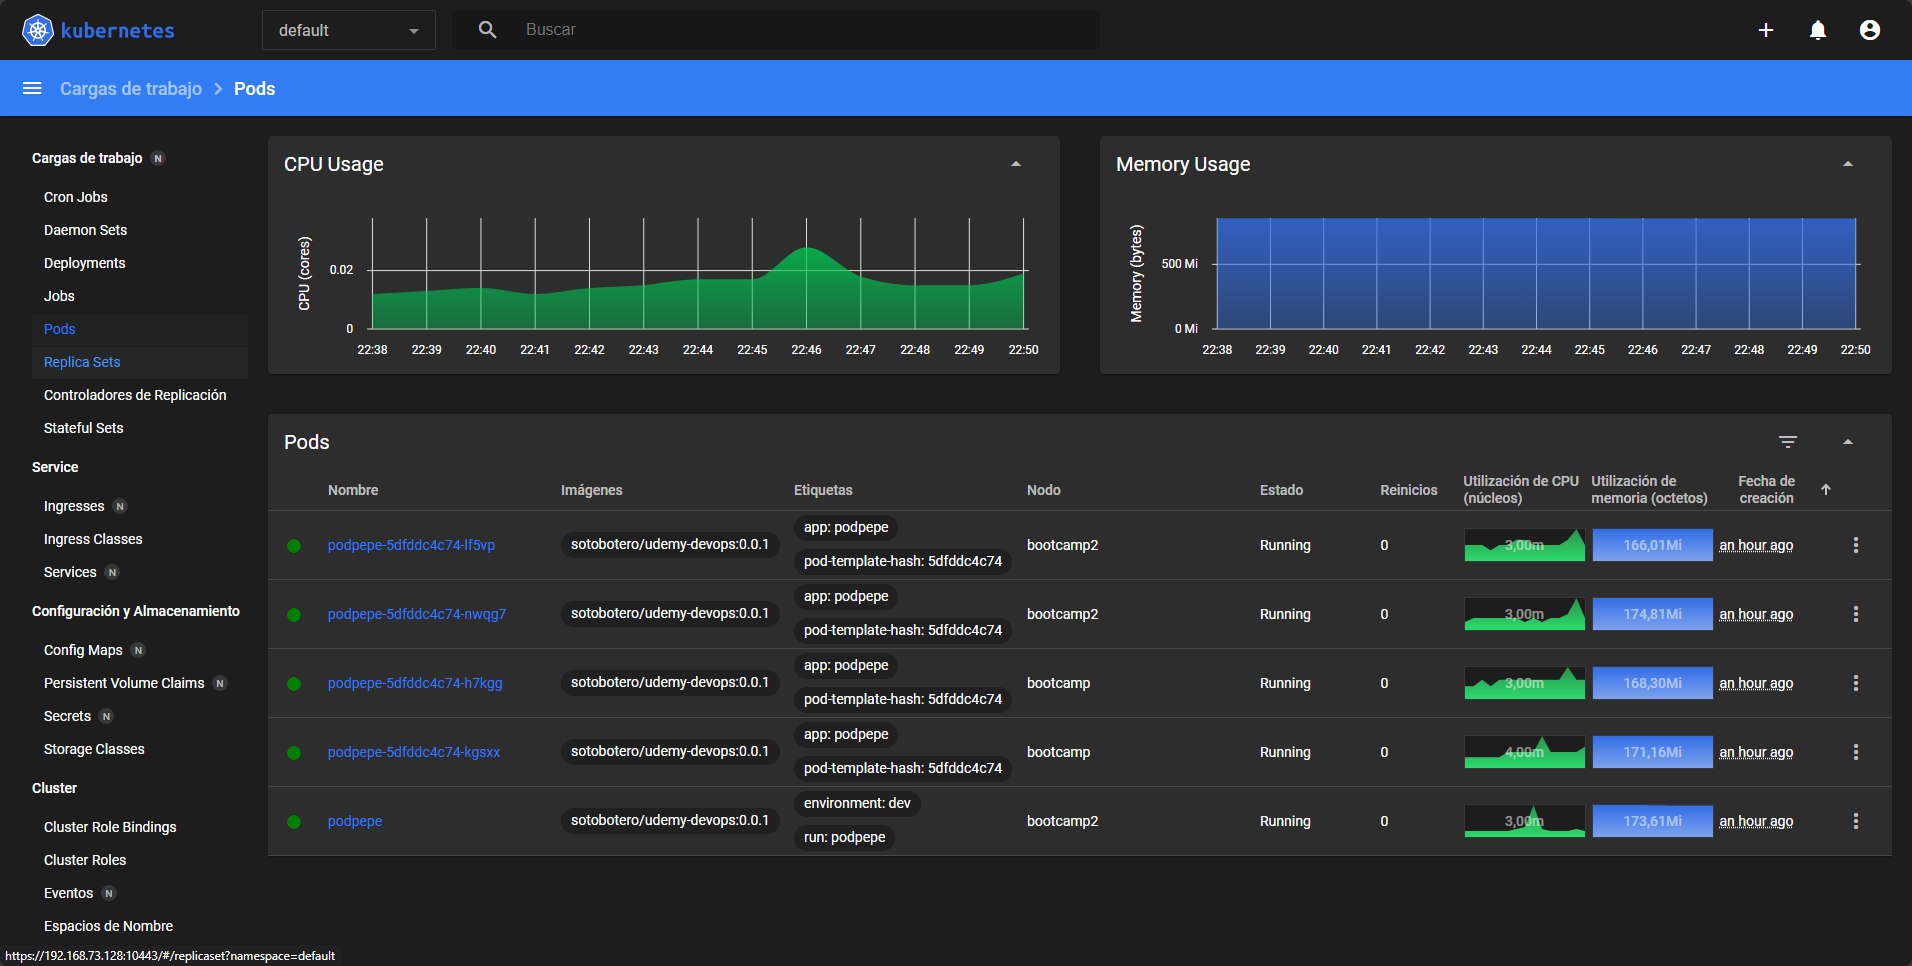 kubernetes
default
Buscar
Cargas de trabajo > Pods
Cargas de trabajo N
Cron Jobs
Daemon Sets
Deployments
Jobs
Pods
Replica Sets
Controladores de Replicación
Stateful Sets
Service
Ingresses N
Ingress Classes
Services N
Configuración y Almacenamiento
Config Maps N
Persistent Volume Claims N
Secrets N
Storage Classes
Cluster
Cluster Role Bindings
Cluster Roles
Eventos N
Espacios de Nombre
https://192.168.73.128:10443/#/replicaset?namespace=default
CPU Usage
CPU (cores)
0.02
0
22:38 22:39 22:40 22:41 22:42 22:43 22:44 22:45 22:46 22:47 22:48 22:49 22:50
Memory Usage
Memory (bytes)
500 Mi
0 Mi
22:38 22:39 22:40 22:41 22:42 22:43 22:44 22:45 22:46 22:47 22:48 22:49 22:50
Pods
Nombre Imágenes Etiquetas Nodo Estado Reinicios Utilización de CPU (núcleos) Utilización de memoria (octetos) Fecha de creación
podpepe-5dfddc4c74-lf5vp sotobotero/udemy-devops:0.0.1 app: podpepe pod-template-hash: 5dfddc4c74 bootcamp2 Running 0 3,00m 166,01Mi an hour ago
podpepe-5dfddc4c74-nwqg7 sotobotero/udemy-devops:0.0.1 app: podpepe pod-template-hash: 5dfddc4c74 bootcamp2 Running 0 3,00m 174,81Mi an hour ago
podpepe-5dfddc4c74-h7kgg sotobotero/udemy-devops:0.0.1 app: podpepe pod-template-hash: 5dfddc4c74 bootcamp Running 0 3,00m 168,30Mi an hour ago
podpepe-5dfddc4c74-kgsxx sotobotero/udemy-devops:0.0.1 app: podpepe pod-template-hash: 5dfddc4c74 bootcamp Running 0 4,00m 171,16Mi an hour ago
podpepe sotobotero/udemy-devops:0.0.1 environment: dev run: podpepe bootcamp2 Running 0 3,00m 173,61Mi an hour ago